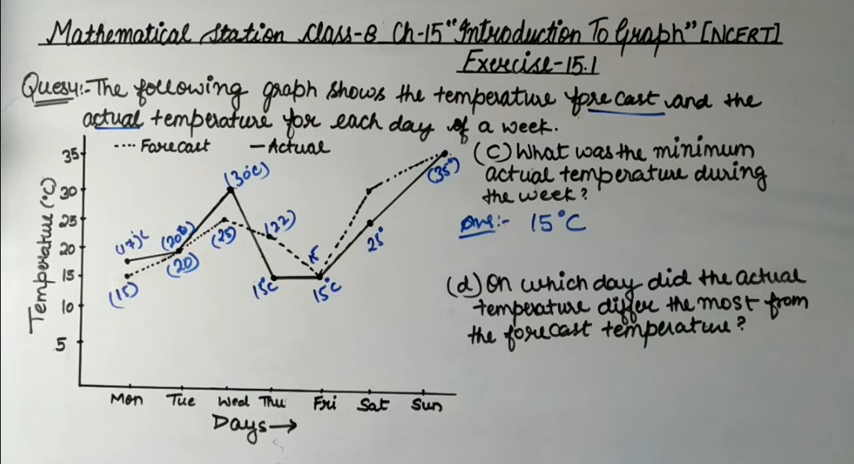 Mathematical Station Class-8 Ch-15 "Introduction To Graph" [NCERT]
Exercise-15.1
Ques4:- The following graph shows the temperature forecast and the
actual temperature for each day of a week.
.... Forecast — Actual
(C) What was the minimum
actual temperature during
the week?
Ans:- 15°C
(d) On which day did the actual
temperature differ the most from
the forecast temperature?
Temperature (°C)
35
30
25
20
15
10
5
(15)
(20°)
(20)
(30°C)
(25)
(22)
15°C
15
15°C
25°
(35°)
Mon Tue Wed Thu Fri Sat Sun
Days→